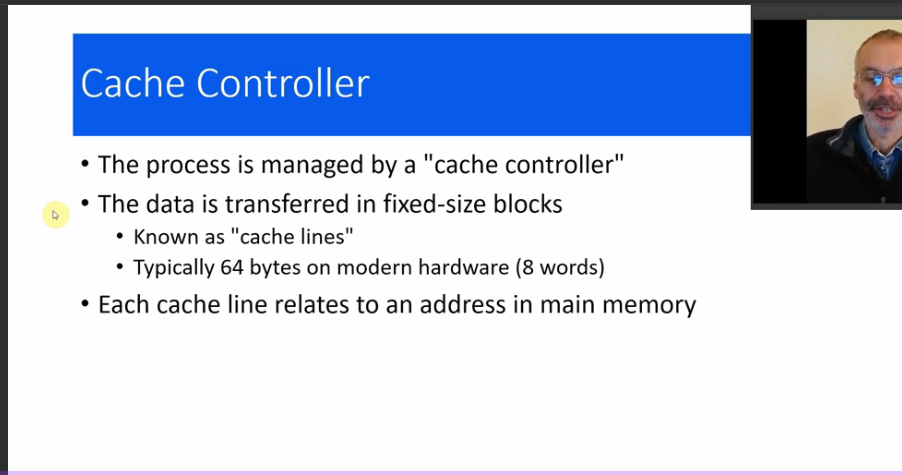 Cache Controller
• The process is managed by a "cache controller"
• The data is transferred in fixed-size blocks
• Known as "cache lines"
• Typically 64 bytes on modern hardware (8 words)
• Each cache line relates to an address in main memory